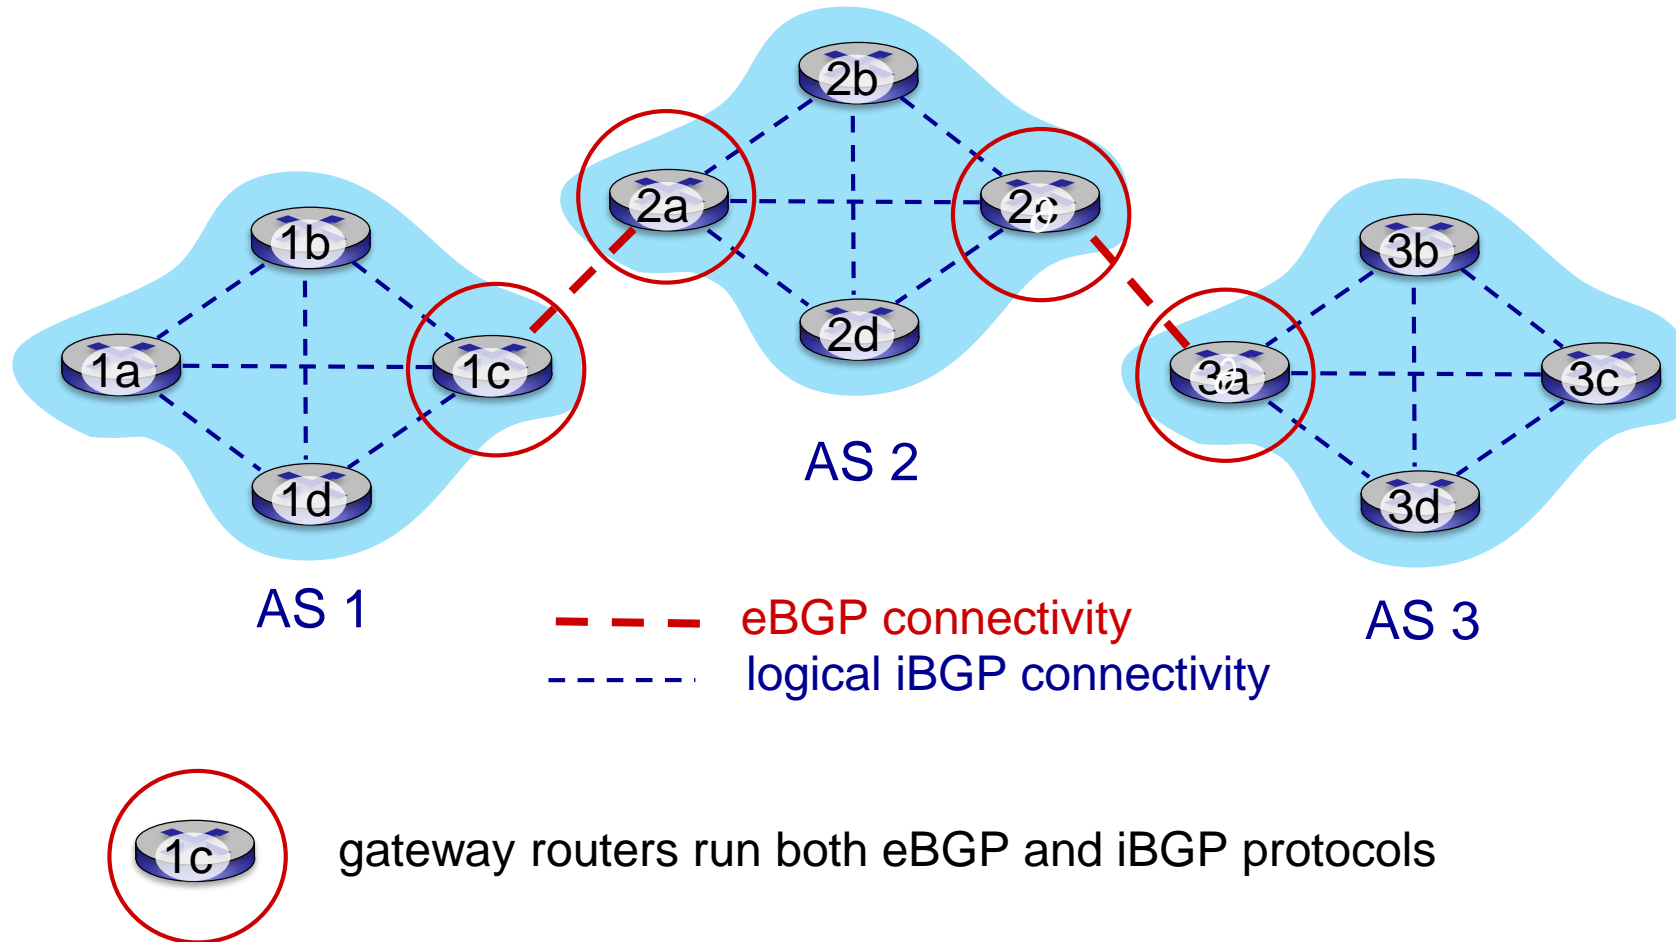 2b
2a
2c
1b
3b
2d
1a
1c
3a
3c
AS 2
1d
3d
AS 1
eBGP connectivity
AS 3
logical iBGP connectivity
1c
gateway routers run both eBGP and iBGP protocols